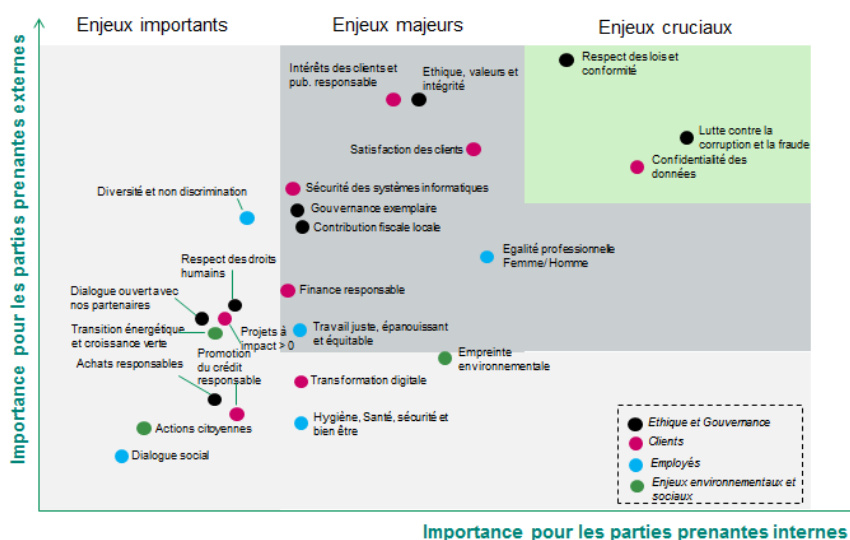 Enjeux importants
Enjeux majeurs
Enjeux cruciaux
Importance pour les parties prenantes externes
Intérêts des clients et
pub. responsable
Ethique, valeurs et
intégrité
Respect des lois et
conformité
Lutte contre la
corruption et la fraude
Satisfaction des clients
Confidentialité des
données
Diversité et non discrimination
Sécurité des systèmes informatiques
Gouvernance exemplaire
Contribution fiscale locale
Egalité professionnelle
Femme/Homme
Respect des droits
humains
Dialogue ouvert avec
nos partenaires
Finance responsable
Transition énergétique
et croissance verte
Projets à
impact > 0
Travail juste, épanouissant
et équitable
Achats responsables
Promotion
du crédit
responsable
Empreinte
environnementale
Transformation digitale
Actions citoyennes
Hygiène, Santé, sécurité et
bien être
Dialogue social
Ethique et Gouvernance
Clients
Employés
Enjeux environnementaux et
sociaux
Importance pour les parties prenantes internes